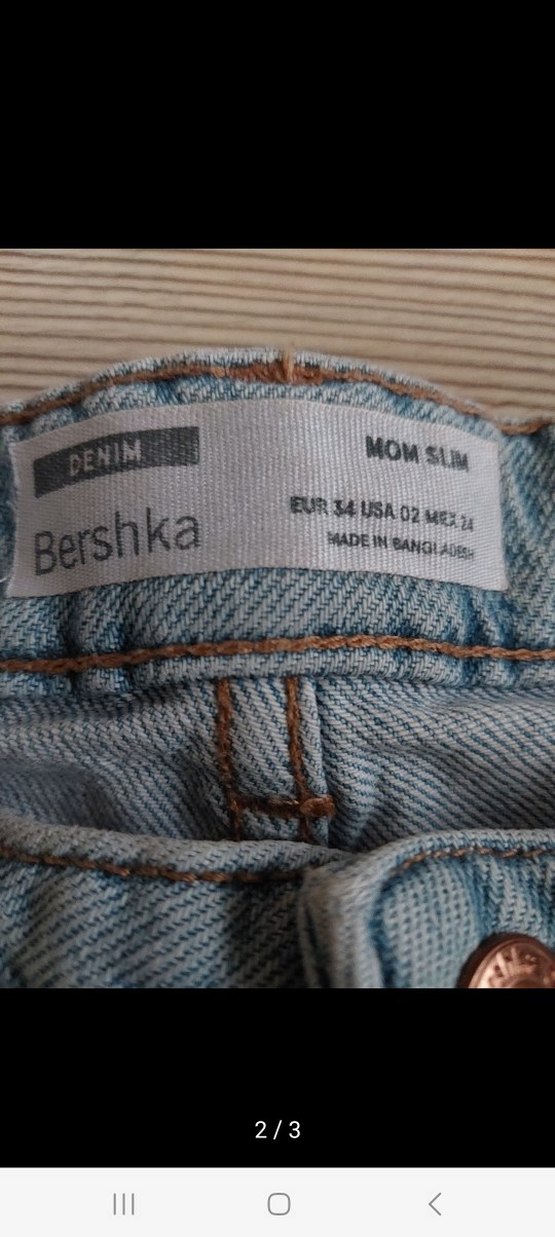 DENIM
Bershka
MOM SLIM
EUR 34 USA 02 MEX 24
MADE IN BANGLADESH
2 / 3